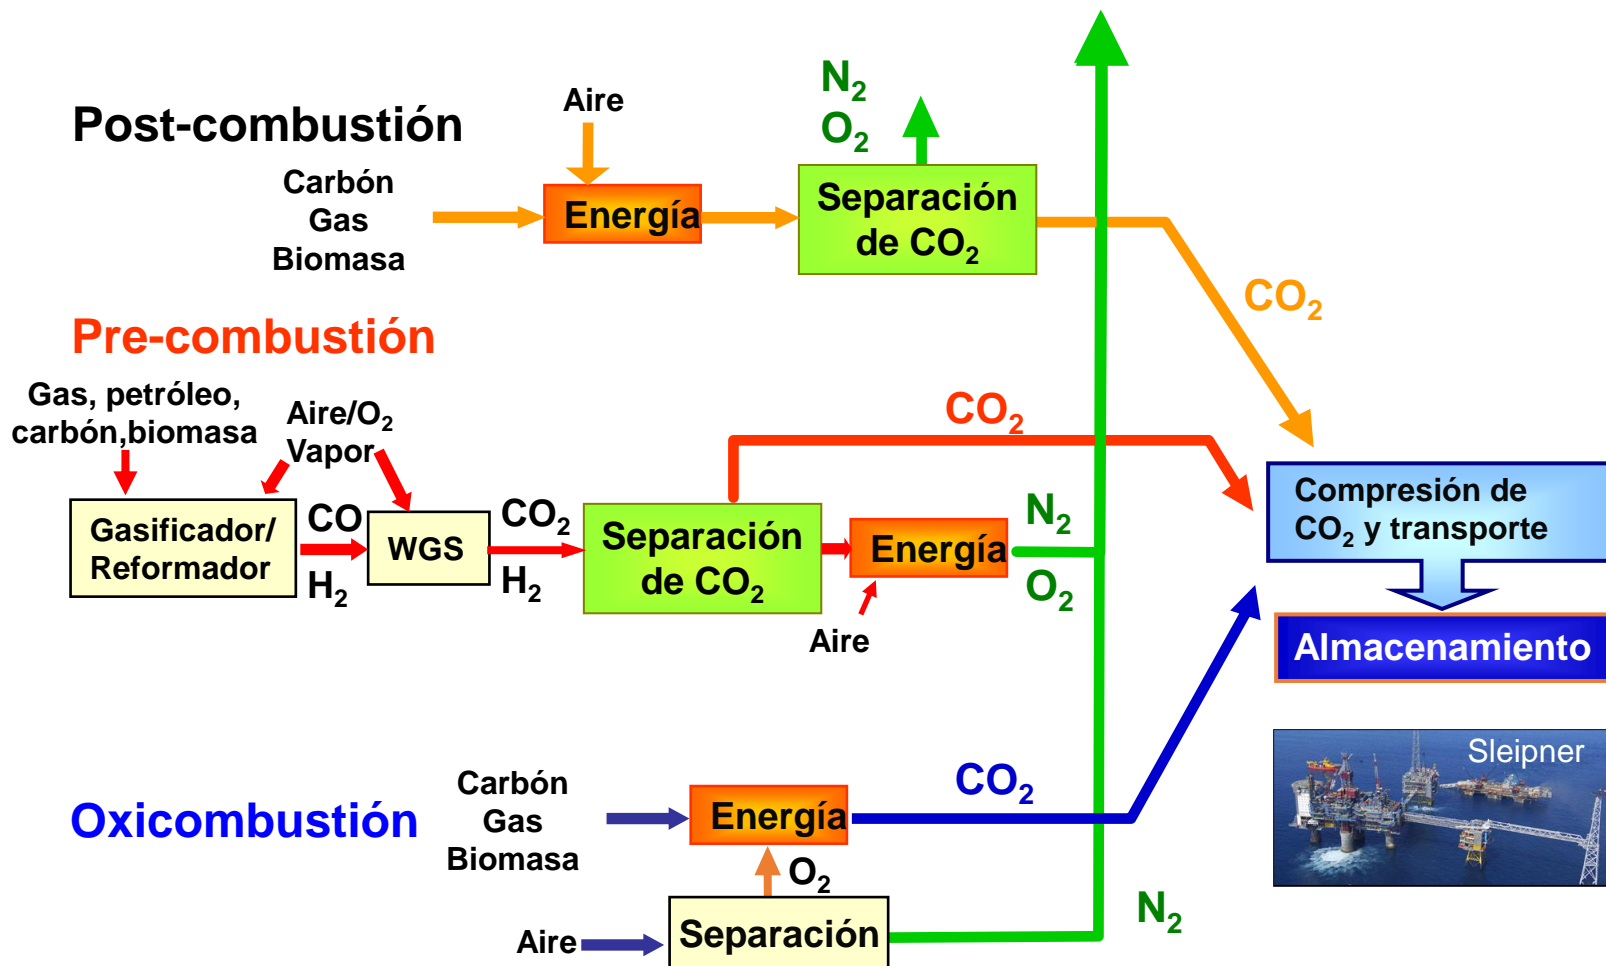 Post-combustión
Carbón
Gas
Biomasa
Aire
Energía
N₂
O₂
Separación
de CO₂
CO₂
Pre-combustión
Gas, petróleo,
carbón,biomasa
Aire/O₂
Vapor
Gasificador/
Reformador
CO
H₂
WGS
CO₂
H₂
Separación
de CO₂
CO₂
Energía
Aire
N₂
O₂
Compresión de
CO₂ y transporte
Almacenamiento
Sleipner
Oxicombustión
Carbón
Gas
Biomasa
Energía
CO₂
O₂
Aire
Separación
N₂